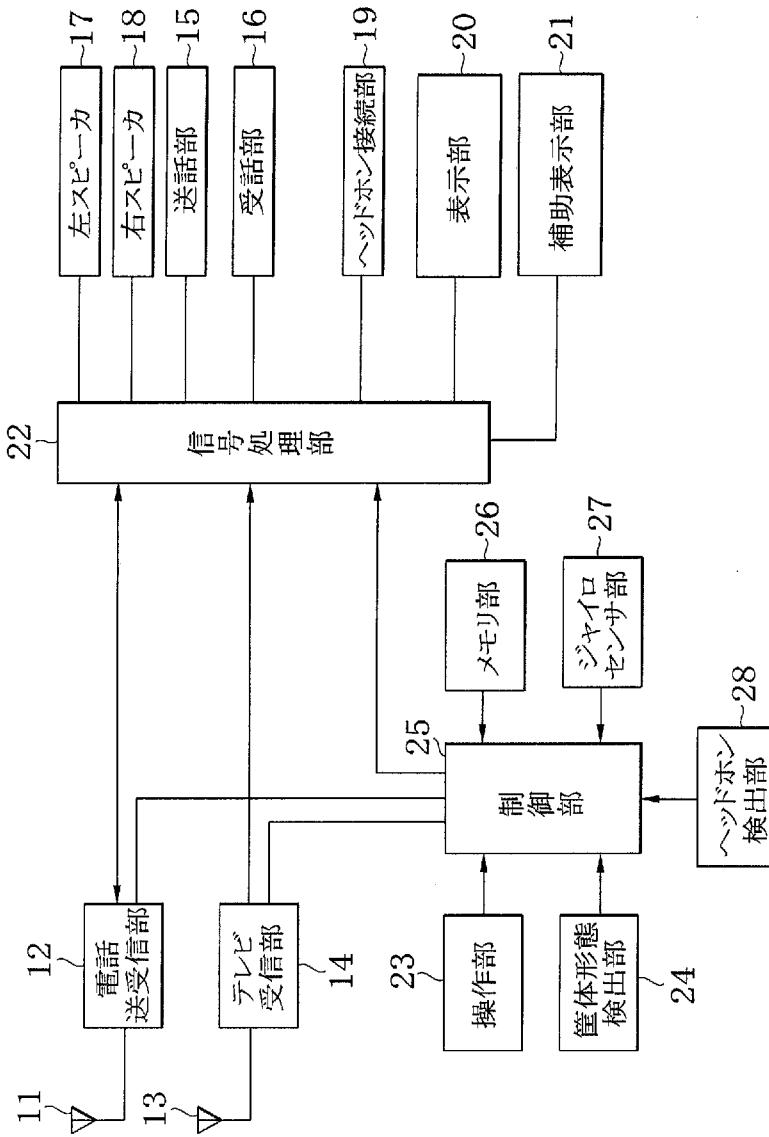 11
12
電話
送受信部
13
14
テレビ
受信部
22
信号処理部
17
左スピーカ
18
右スピーカ
15
送話部
16
受話部
19
ヘッドホン接続部
20
表示部
21
補助表示部
23
操作部
24
筐体形態
検出部
25
制御部
26
メモリ部
27
ジャイロ
センサ部
28
ヘッドホン
検出部